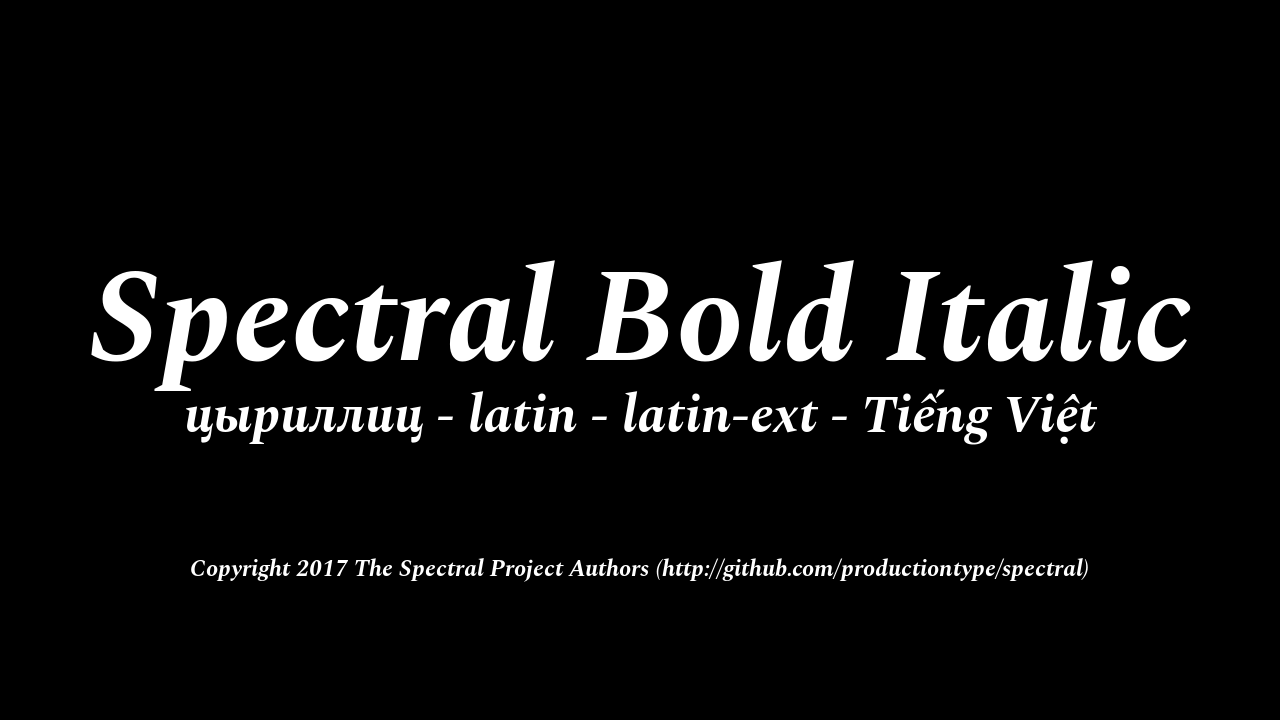 Spectral Bold Italic
цыриллиц - latin - latin-ext - Tiếng Việt
Copyright 2017 The Spectral Project Authors (http://github.com/productiontype/spectral)